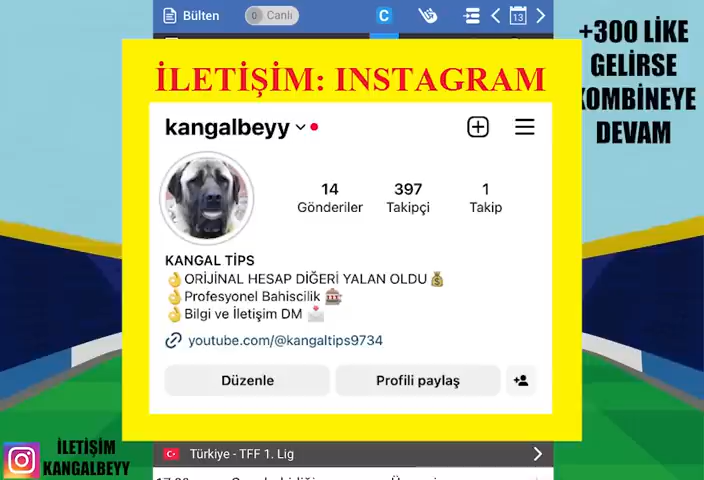 Bülten
0 Canlı
C
13
+300 LİKE
GELİRSE
KOMBİNEYE
DEVAM
İLETİŞİM: INSTAGRAM
kangalbeyy
14
Gönderiler
397
Takipçi
1
Takip
KANGAL TİPS
👌ORİJINAL HESAP DİĞERİ YALAN OLDU💰
👌Profesyonel Bahiscilik🎰
👌Bilgi ve İletişim DM 📩
youtube.com/@kangaltips9734
Düzenle
Profili paylaş
Türkiye - TFF 1. Lig
İLETİŞİM
KANGALBEYY